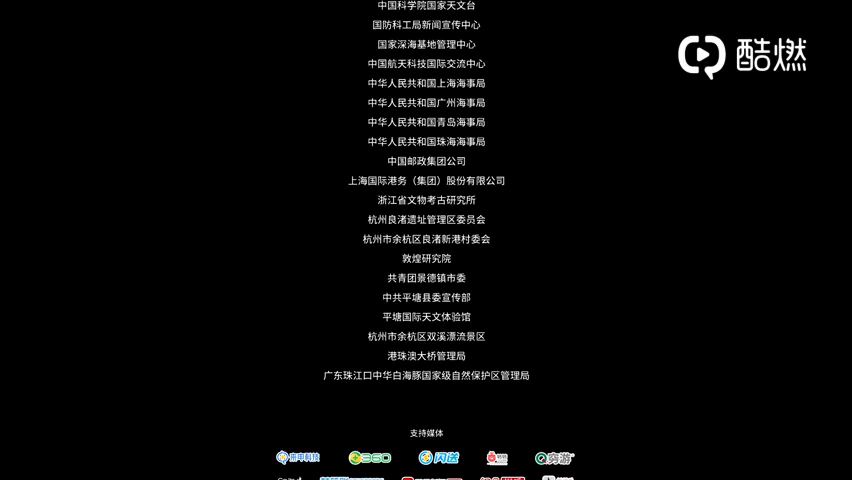 中国科学院国家天文台
国防科工局新闻宣传中心
国家深海基地管理中心
中国航天科技国际交流中心
中华人民共和国上海海事局
中华人民共和国广州海事局
中华人民共和国青岛海事局
中华人民共和国珠海海事局
中国邮政集团公司
上海国际港务（集团）股份有限公司
浙江省文物考古研究所
杭州良渚遗址管理区委员会
杭州市余杭区良渚新港村委会
敦煌研究院
共青团景德镇市委
中共平塘县委宣传部
平塘国际天文体验馆
杭州市余杭区双溪漂流景区
港珠澳大桥管理局
广东珠江口中华白海豚国家级自然保护区管理局
支持媒体
360 闪送 穷游
酷燃